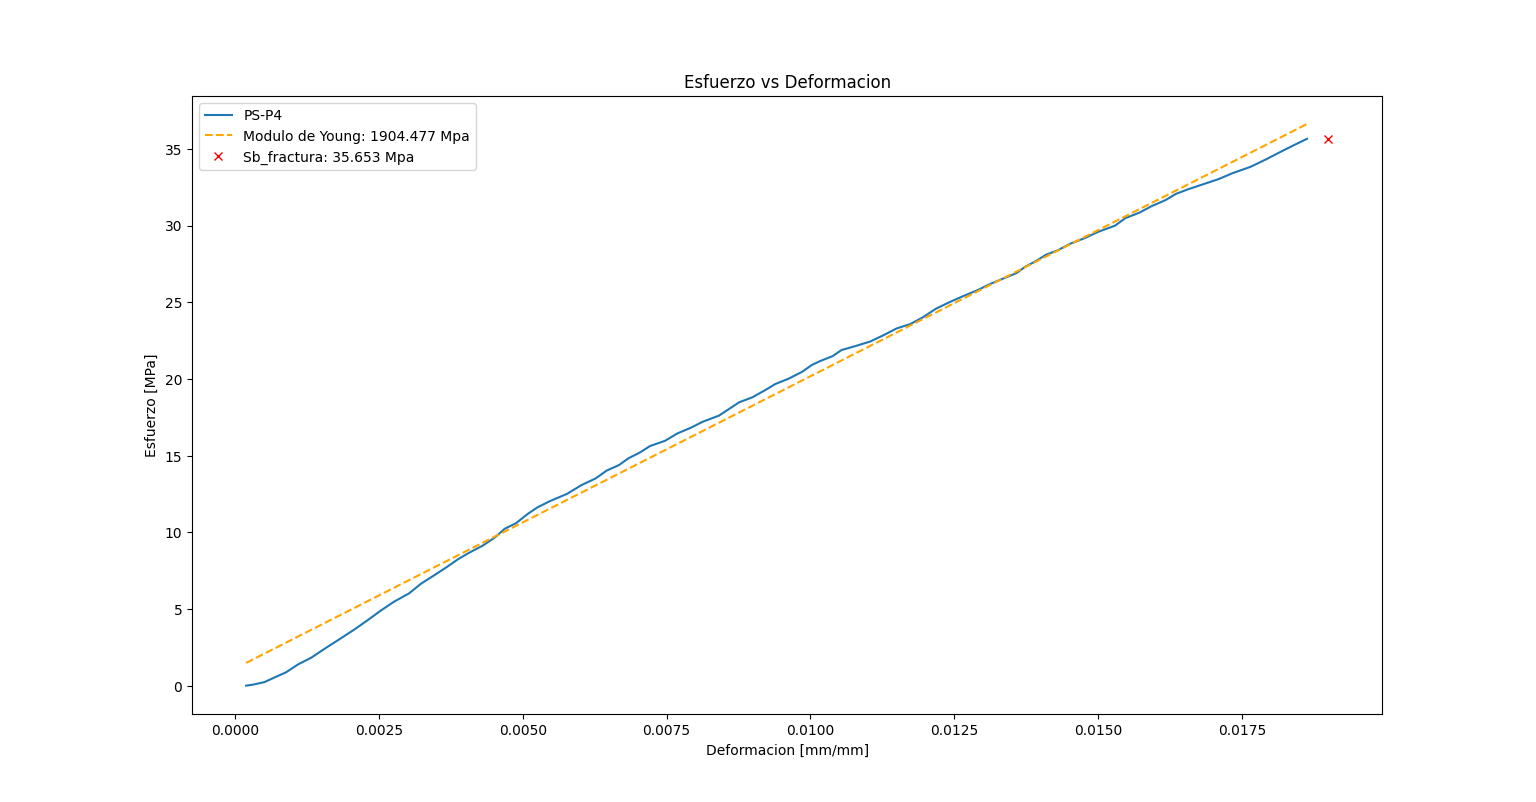 Esfuerzo vs Deformacion
PS-P4
Modulo de Young: 1904.477 Mpa
Sb_fractura: 35.653 Mpa
35
30
25
20
15
10
5
0
Esfuerzo [MPa]
0.0000 0.0025 0.0050 0.0075 0.0100 0.0125 0.0150 0.0175
Deformacion [mm/mm]